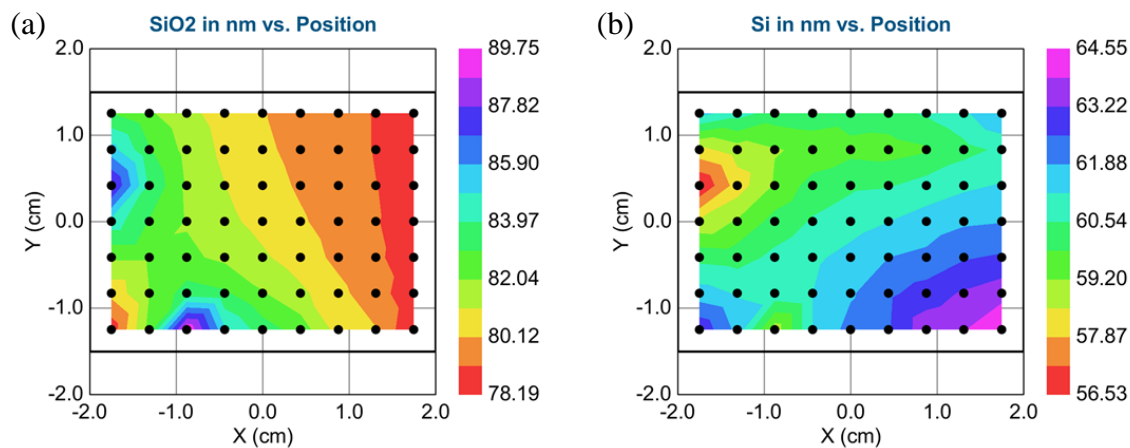 (a)
SiO2 in nm vs. Position
2.0
1.0
0.0
-1.0
-2.0
Y (cm)
-2.0 -1.0 0.0 1.0 2.0
X (cm)
89.75
87.82
85.90
83.97
82.04
80.12
78.19
(b)
Si in nm vs. Position
2.0
1.0
0.0
-1.0
-2.0
Y (cm)
-2.0 -1.0 0.0 1.0 2.0
X (cm)
64.55
63.22
61.88
60.54
59.20
57.87
56.53